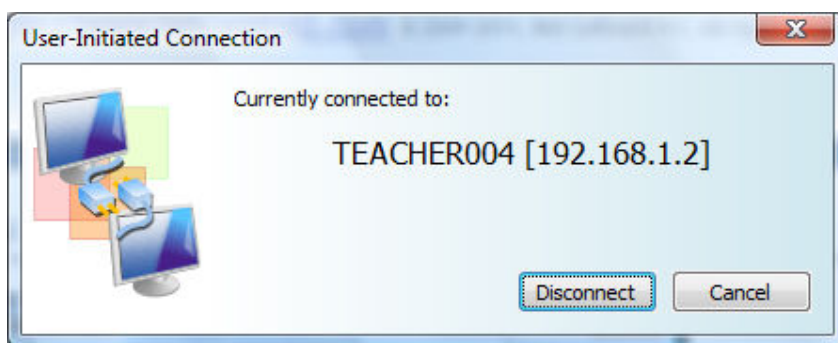 User-Initiated Connection
Currently connected to:
TEACHER004 [192.168.1.2]
Disconnect
Cancel